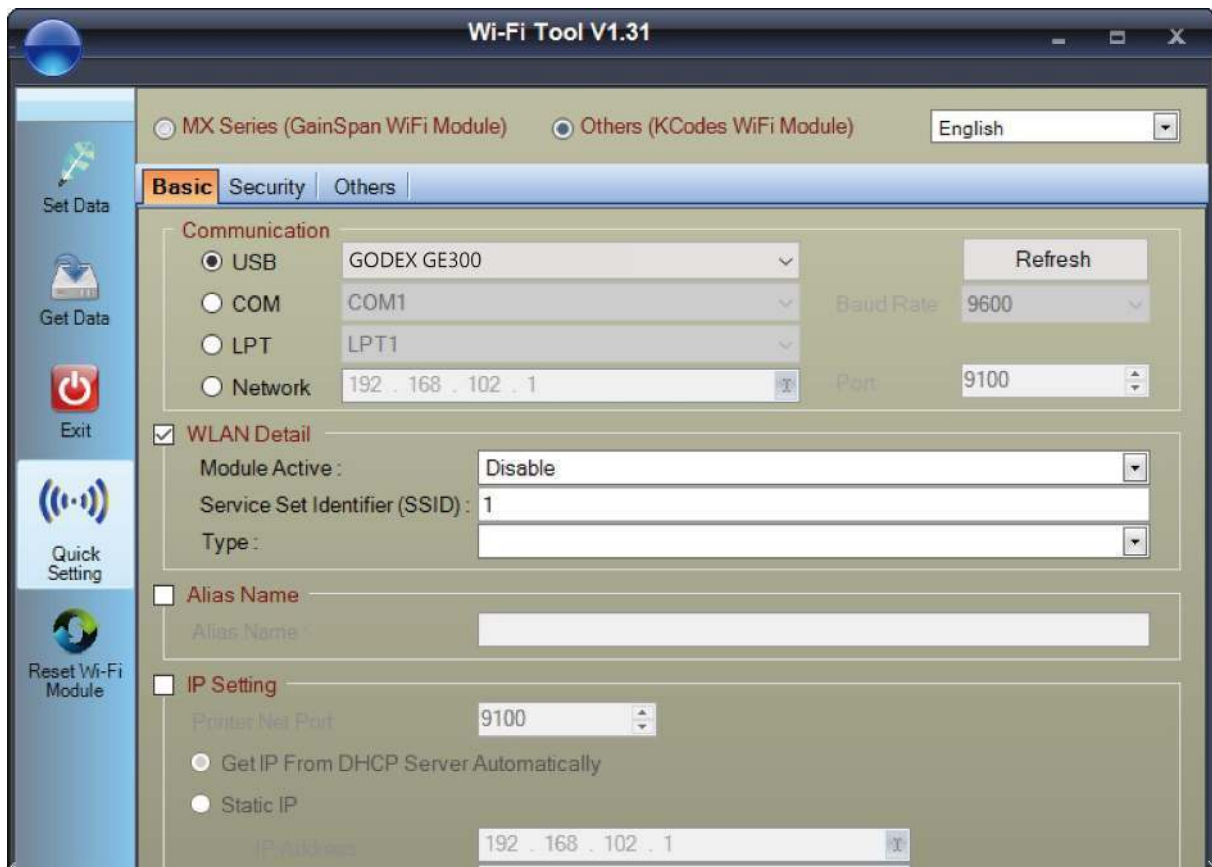 Wi-Fi Tool V1.31
MX Series (GainSpan WiFi Module) Others (KCodes WiFi Module) English
Set Data
Get Data
Exit
Quick
Setting
Reset Wi-Fi
Module
Basic Security Others
Communication
USB GODEX GE300 Refresh
COM COM1 Baud Rate 9600
LPT LPT1
Network 192 . 168 . 102 . 1 Port 9100
WLAN Detail
Module Active : Disable
Service Set Identifier (SSID) : 1
Type :
Alias Name
Alias Name
IP Setting
Printer Net Port 9100
Get IP From DHCP Server Automatically
Static IP
IP Address 192 . 168 . 102 . 1